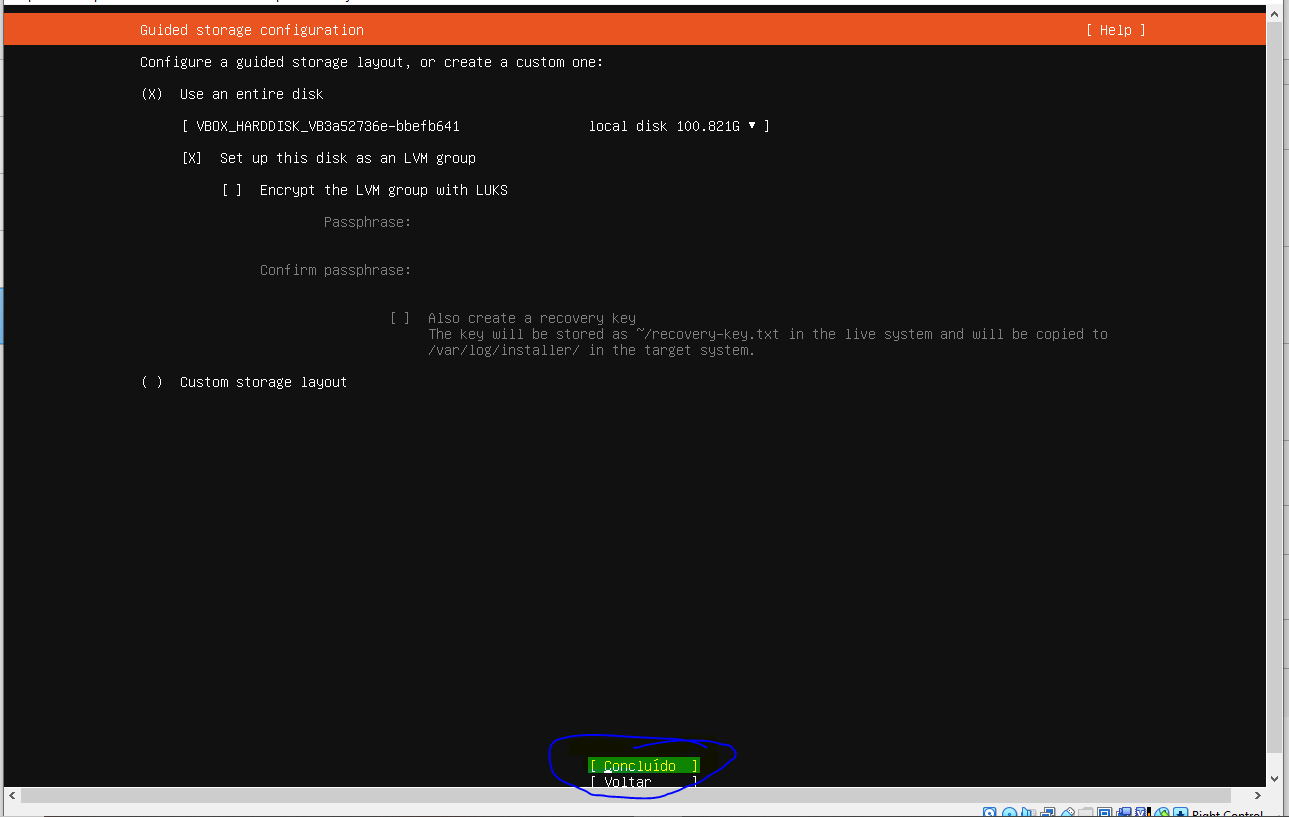 Guided storage configuration [ Help ]
Configure a guided storage layout, or create a custom one:
(X) Use an entire disk
[ VBOX_HARDDISK_VB3a52736e-bbefb641 local disk 100.821G ▾ ]
[X] Set up this disk as an LVM group
[ ] Encrypt the LVM group with LUKS
Passphrase:
Confirm passphrase:
[ ] Also create a recovery key
The key will be stored as ~/recovery-key.txt in the live system and will be copied to
/var/log/installer/ in the target system.
( ) Custom storage layout
[ Concluído ]
[ Voltar ]
Right Control